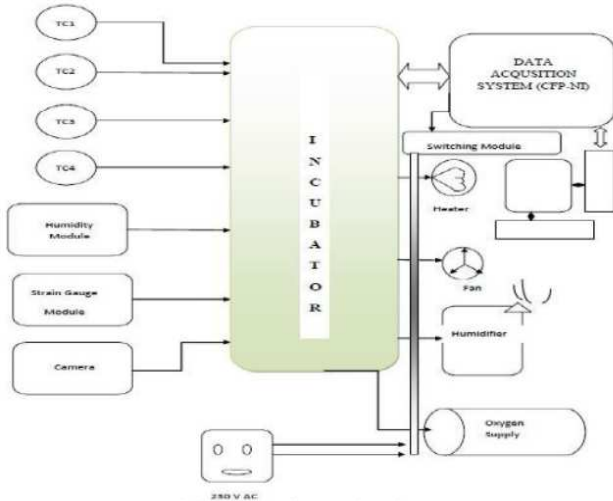 TC1
TC2
TC3
TC4
Humidity
Module
Strain Gauge
Module
Camera
INCUBATOR
DATA
ACQUSITION
SYSTEM (CFP-NI)
Switching Module
Heater
Fan
Humidifier
Oxygen
Supply
230 V AC